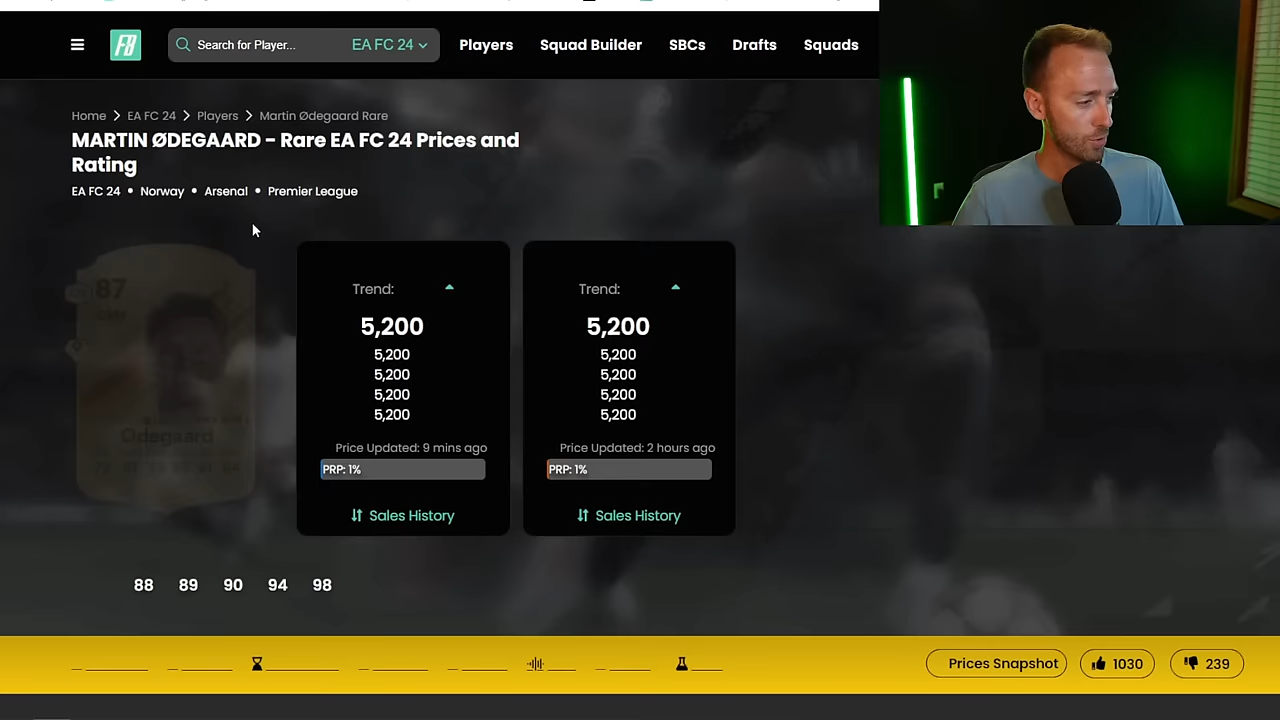 FB
Search for Player...
EA FC 24
Players
Squad Builder
SBCs
Drafts
Squads
Home
EA FC 24
Players
Martin Ødegaard Rare
MARTIN ØDEGAARD - Rare EA FC 24 Prices and
Rating
EA FC 24 • Norway • Arsenal • Premier League
87
Ødegaard
Trend:
5,200
5,200
5,200
5,200
5,200
Price Updated: 9 mins ago
PRP: 1%
Sales History
Trend:
5,200
5,200
5,200
5,200
5,200
Price Updated: 2 hours ago
PRP: 1%
Sales History
88 89 90 94 98
Prices Snapshot
1030
239